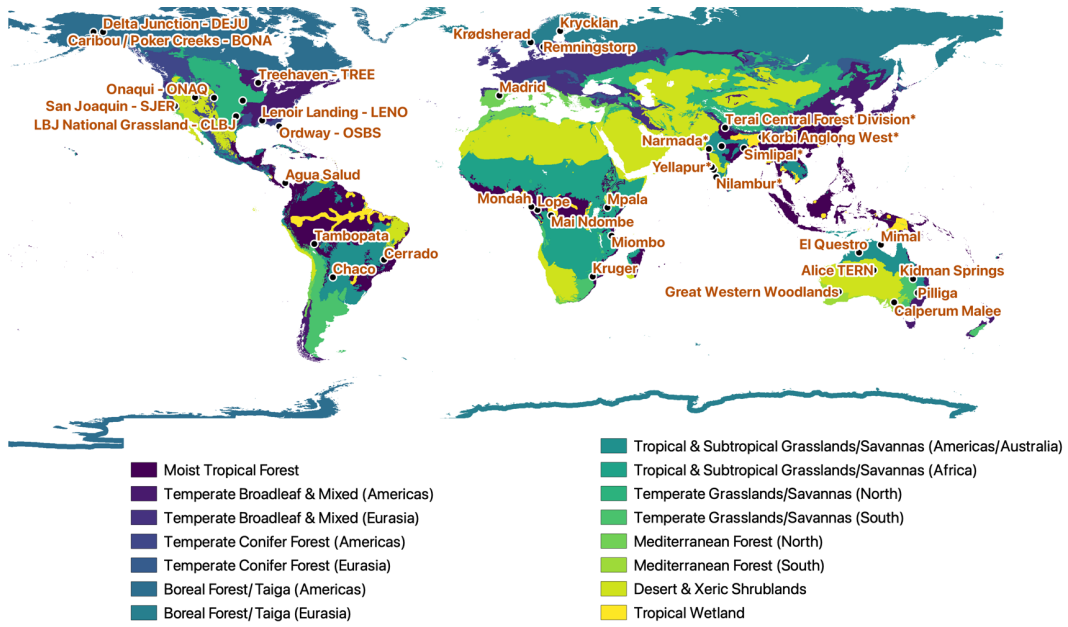 Delta Junction - DEJU
Caribou / Poker Creeks - BONA
Krycklan
Krødsherad
Remningstorp
Treehaven - TREE
Onaqui - ONAQ
Madrid
San Joaquin - SJER
Lenoir Landing - LENO
LBJ National Grassland - CLBJ
Ordway - OSBS
Terai Central Forest Division*
Narmada*
Korbi Anglong West*
Simlipal*
Yellapur*
Nilambur*
Agua Salud
Mondah
Lope
Mpala
Mai Ndombe
Tambopata
Miombo
Mimal
El Questro
Cerrado
Chaco
Kruger
Alice TERN
Kidman Springs
Great Western Woodlands
Pilliga
Calperum Malee
Moist Tropical Forest
Temperate Broadleaf & Mixed (Americas)
Temperate Broadleaf & Mixed (Eurasia)
Temperate Conifer Forest (Americas)
Temperate Conifer Forest (Eurasia)
Boreal Forest/ Taiga (Americas)
Boreal Forest/ Taiga (Eurasia)
Tropical & Subtropical Grasslands/Savannas (Americas/Australia)
Tropical & Subtropical Grasslands/Savannas (Africa)
Temperate Grasslands/Savannas (North)
Temperate Grasslands/Savannas (South)
Mediterranean Forest (North)
Mediterranean Forest (South)
Desert & Xeric Shrublands
Tropical Wetland